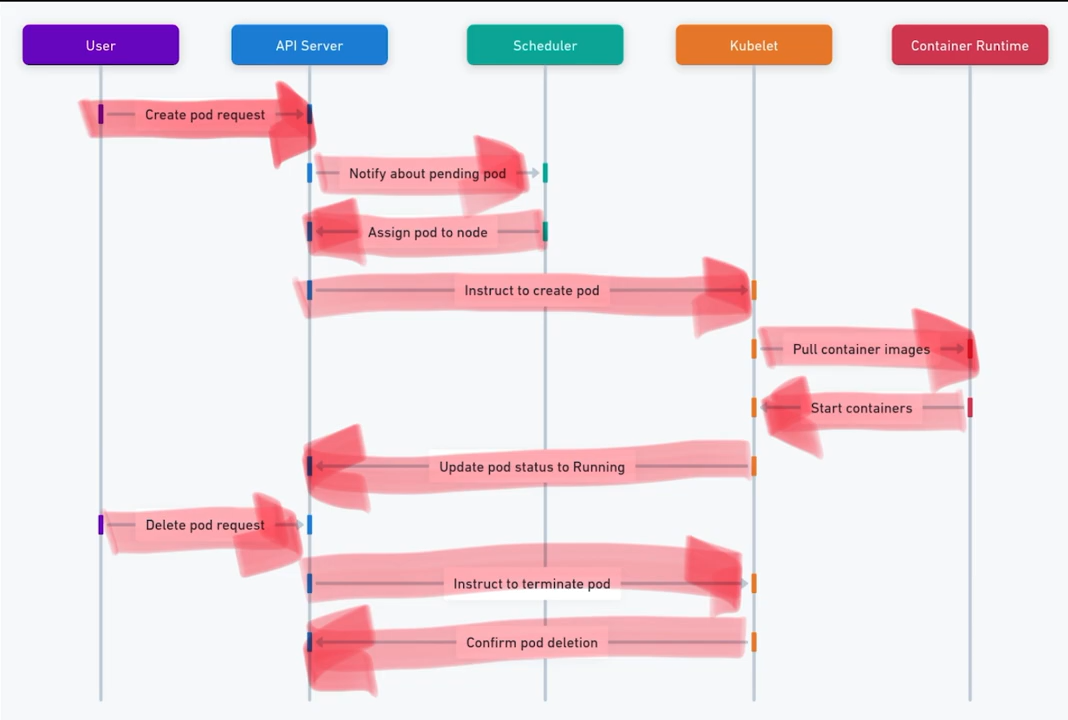 User
API Server
Scheduler
Kubelet
Container Runtime
Create pod request
Notify about pending pod
Assign pod to node
Instruct to create pod
Pull container images
Start containers
Update pod status to Running
Delete pod request
Instruct to terminate pod
Confirm pod deletion